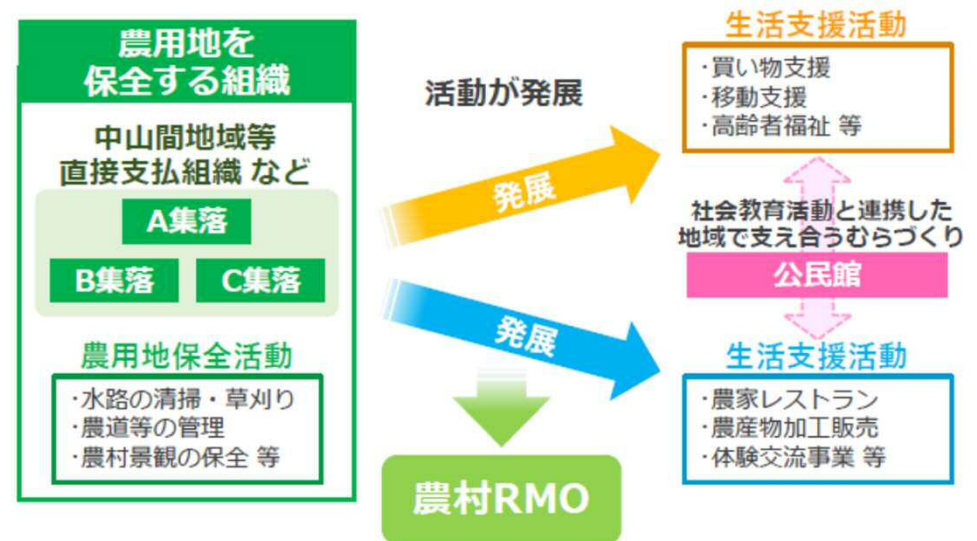 農用地を
保全する組織
中山間地域等
直接支払組織 など
A集落
B集落
C集落
農用地保全活動
・水路の清掃・草刈り
・農道等の管理
・農村景観の保全 等
活動が発展
発展
発展
農村RMO
生活支援活動
・買い物支援
・移動支援
・高齢者福祉 等
社会教育活動と連携した
地域で支え合うむらづくり
公民館
生活支援活動
・農家レストラン
・農産物加工販売
・体験交流事業 等